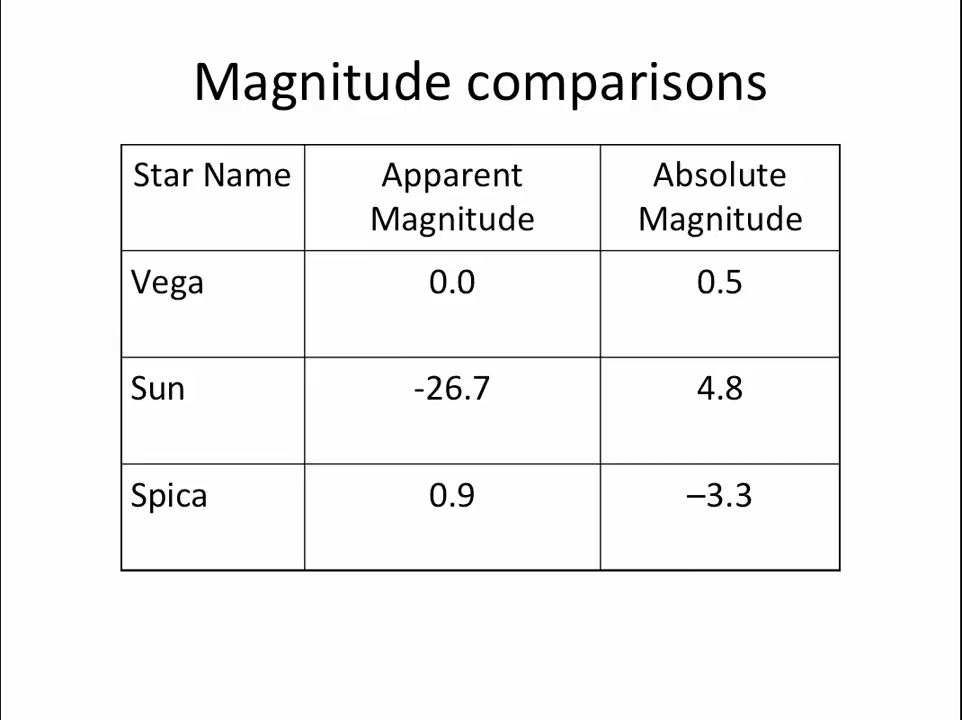 Magnitude comparisons
Star Name Apparent Magnitude Absolute Magnitude
Vega 0.0 0.5
Sun -26.7 4.8
Spica 0.9 –3.3